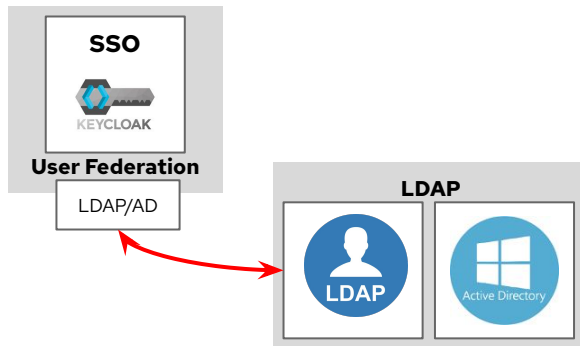 SSO
KEYCLOAK
User Federation
LDAP/AD
LDAP
LDAP
Active Directory